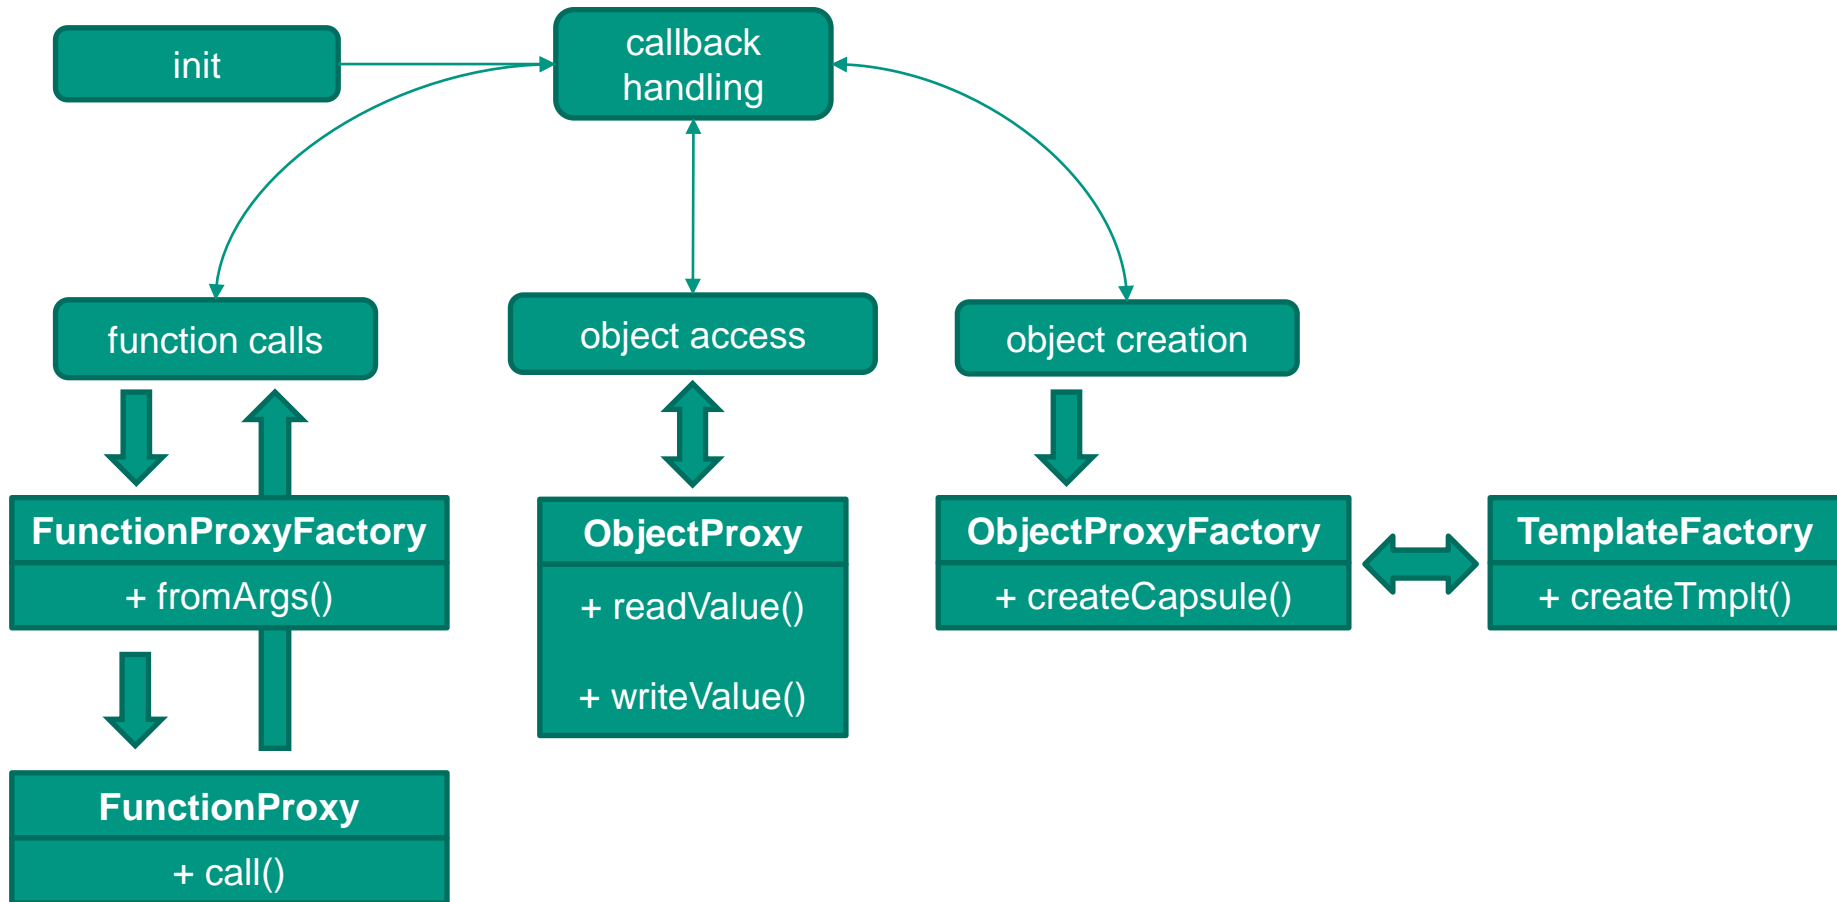 init
callback
handling
function calls
object access
object creation
FunctionProxyFactory
+ fromArgs()
ObjectProxy
+ readValue()
+ writeValue()
ObjectProxyFactory
+ createCapsule()
TemplateFactory
+ createTmplt()
FunctionProxy
+ call()